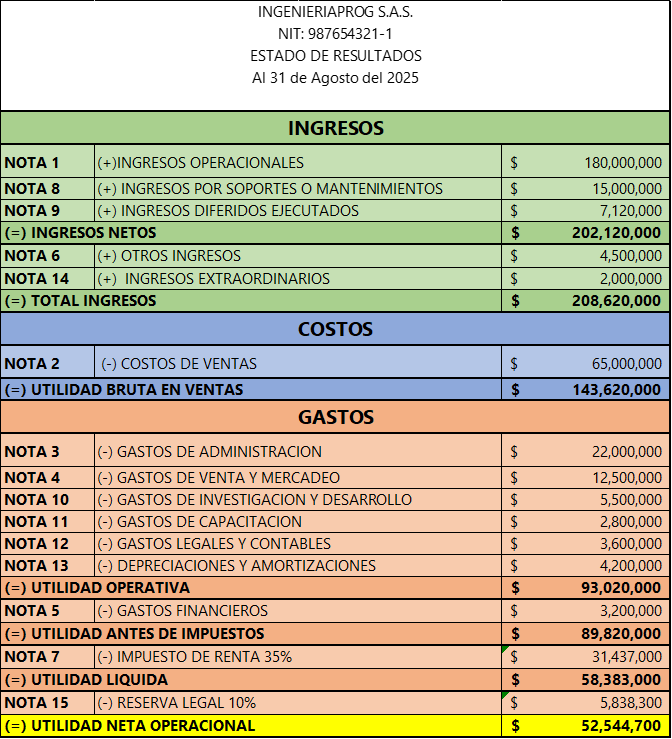 INGENIERIAPROG S.A.S.
NIT: 987654321-1
ESTADO DE RESULTADOS
Al 31 de Agosto del 2025
INGRESOS
NOTA 1 (+)INGRESOS OPERACIONALES $ 180,000,000
NOTA 8 (+) INGRESOS POR SOPORTES O MANTENIMIENTOS $ 15,000,000
NOTA 9 (+) INGRESOS DIFERIDOS EJECUTADOS $ 7,120,000
(=) INGRESOS NETOS $ 202,120,000
NOTA 6 (+) OTROS INGRESOS $ 4,500,000
NOTA 14 (+) INGRESOS EXTRAORDINARIOS $ 2,000,000
(=) TOTAL INGRESOS $ 208,620,000
COSTOS
NOTA 2 (-) COSTOS DE VENTAS $ 65,000,000
(=) UTILIDAD BRUTA EN VENTAS $ 143,620,000
GASTOS
NOTA 3 (-) GASTOS DE ADMINISTRACION $ 22,000,000
NOTA 4 (-) GASTOS DE VENTA Y MERCADEO $ 12,500,000
NOTA 10 (-) GASTOS DE INVESTIGACION Y DESARROLLO $ 5,500,000
NOTA 11 (-) GASTOS DE CAPACITACION $ 2,800,000
NOTA 12 (-) GASTOS LEGALES Y CONTABLES $ 3,600,000
NOTA 13 (-) DEPRECIACIONES Y AMORTIZACIONES $ 4,200,000
(=) UTILIDAD OPERATIVA $ 93,020,000
NOTA 5 (-) GASTOS FINANCIEROS $ 3,200,000
(=) UTILIDAD ANTES DE IMPUESTOS $ 89,820,000
NOTA 7 (-) IMPUESTO DE RENTA 35% $ 31,437,000
(=) UTILIDAD LIQUIDA $ 58,383,000
NOTA 15 (-) RESERVA LEGAL 10% $ 5,838,300
(=) UTILIDAD NETA OPERACIONAL $ 52,544,700